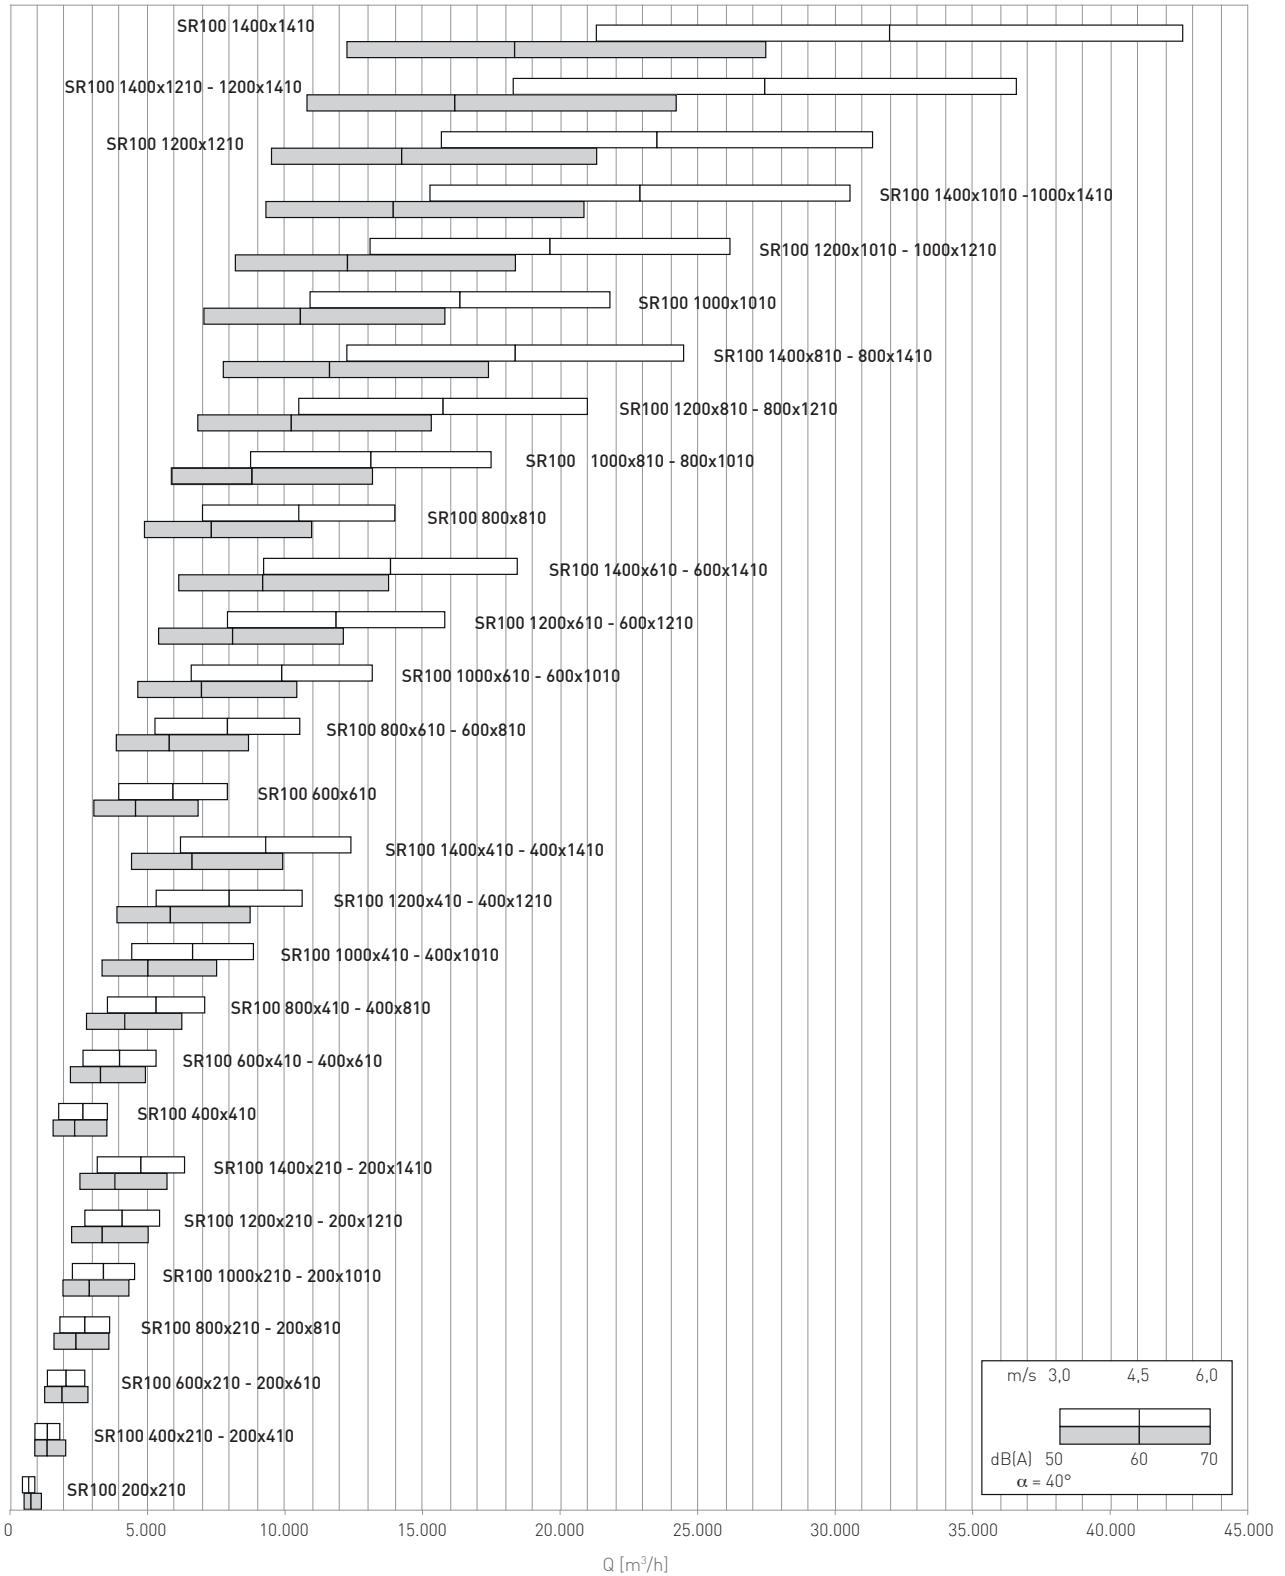 SR100 1400x1410
SR100 1400x1210 - 1200x1410
SR100 1200x1210
SR100 1400x1010 -1000x1410
SR100 1200x1010 - 1000x1210
SR100 1000x1010
SR100 1400x810 - 800x1410
SR100 1200x810 - 800x1210
SR100 1000x810 - 800x1010
SR100 800x810
SR100 1400x610 - 600x1410
SR100 1200x610 - 600x1210
SR100 1000x610 - 600x1010
SR100 800x610 - 600x810
SR100 600x610
SR100 1400x410 - 400x1410
SR100 1200x410 - 400x1210
SR100 1000x410 - 400x1010
SR100 800x410 - 400x810
SR100 600x410 - 400x610
SR100 400x410
SR100 1400x210 - 200x1410
SR100 1200x210 - 200x1210
SR100 1000x210 - 200x1010
SR100 800x210 - 200x810
SR100 600x210 - 200x610
SR100 400x210 - 200x410
SR100 200x210
m/s 3,0 4,5 6,0
dB(A) 50 60 70
α = 40°
0 5.000 10.000 15.000 20.000 25.000 30.000 35.000 40.000 45.000
Q [m³/h]